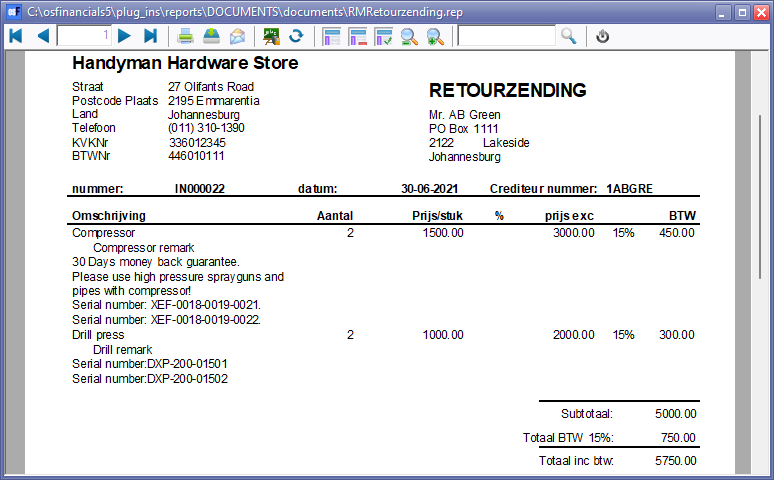 C:\osfinancials5\plug_ins\reports\DOCUMENTS\documents\RMRetourzending.rep
1
Handyman Hardware Store
Straat 27 Olifants Road
Postcode Plaats 2195 Emmarentia
Land Johannesburg
Telefoon (011) 310-1390
KVKNr 336012345
BTWNr 446010111
RETOURZENDING
Mr. AB Green
PO Box 1111
2122 Lakeside
Johannesburg
nummer: IN000022 datum: 30-06-2021 Crediteur nummer: 1ABGRE
Omschrijving Aantal Prijs/stuk % prijs exc BTW
Compressor 2 1500.00 3000.00 15% 450.00
Compressor remark
30 Days money back guarantee.
Please use high pressure sprayguns and
pipes with compressor!
Serial number: XEF-0018-0019-0021.
Serial number: XEF-0018-0019-0022.
Drill press 2 1000.00 2000.00 15% 300.00
Drill remark
Serial number:DXP-200-01501
Serial number:DXP-200-01502
Subtotaal: 5000.00
Totaal BTW 15%: 750.00
Totaal inc btw: 5750.00